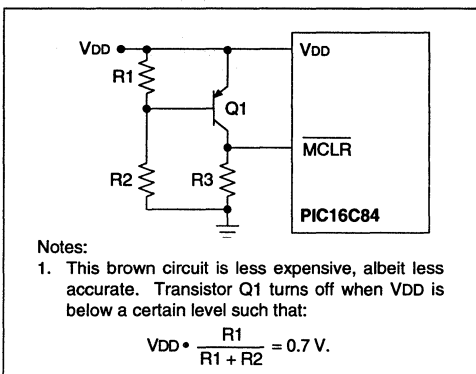 VDD VDD
R1
Q1
MCLR
R2 R3
PIC16C84
Notes:
1. This brown circuit is less expensive, albeit less
accurate. Transistor Q1 turns off when VDD is
below a certain level such that:
VDD • R1 / R1 + R2 = 0.7 V.